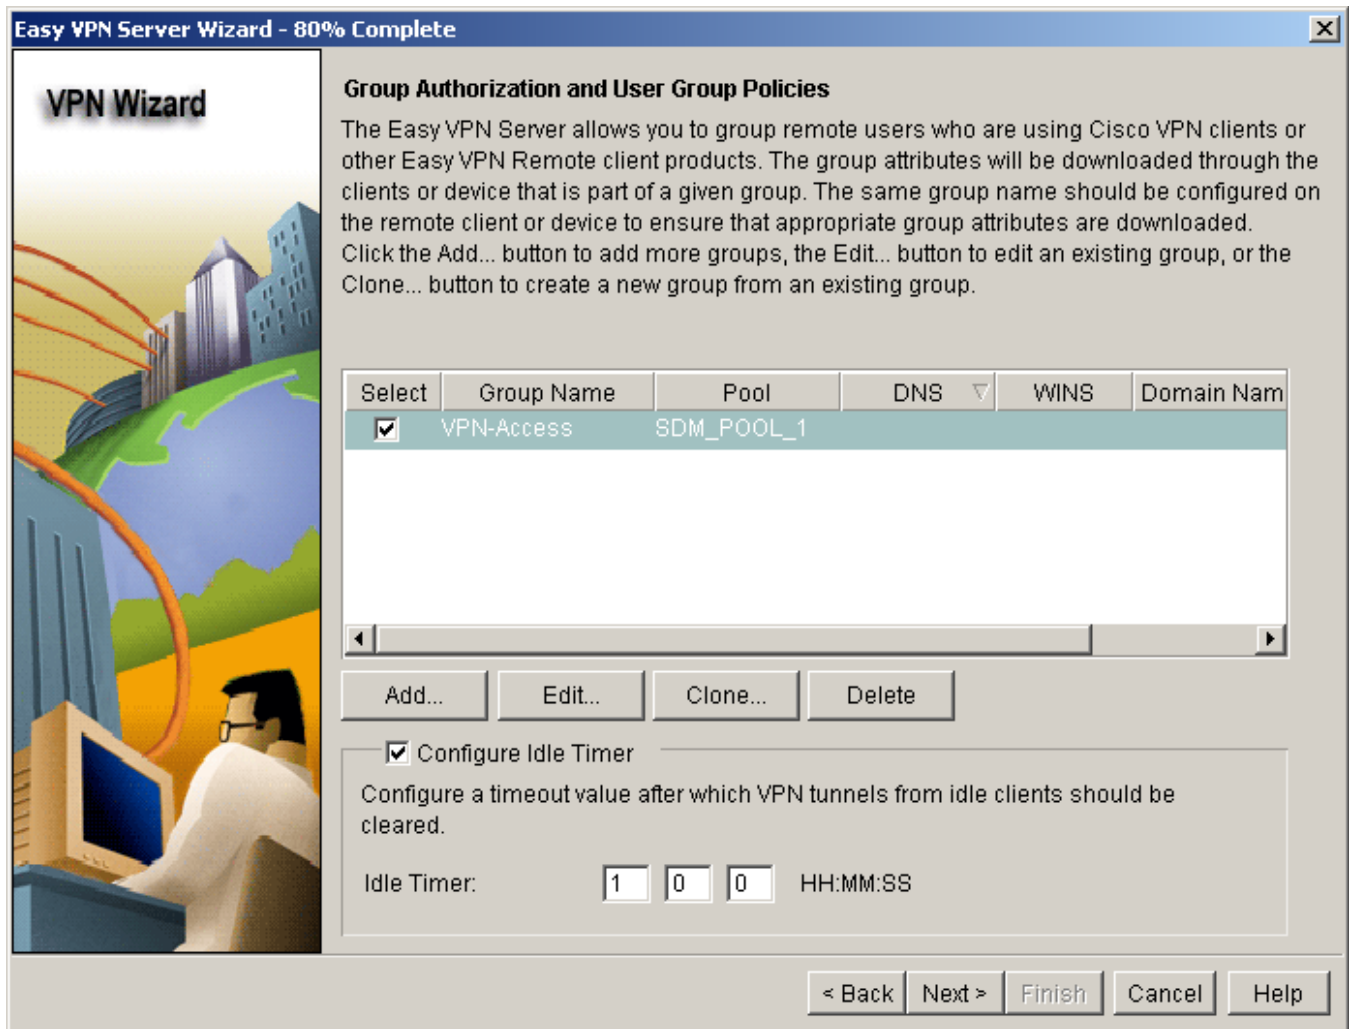 Easy VPN Server Wizard - 80% Complete
VPN Wizard
Group Authorization and User Group Policies
The Easy VPN Server allows you to group remote users who are using Cisco VPN clients or
other Easy VPN Remote client products. The group attributes will be downloaded through the
clients or device that is part of a given group. The same group name should be configured on
the remote client or device to ensure that appropriate group attributes are downloaded.
Click the Add... button to add more groups, the Edit... button to edit an existing group, or the
Clone... button to create a new group from an existing group.
Select Group Name Pool DNS WINS Domain Nam
VPN-Access SDM_POOL_1
Add... Edit... Clone... Delete
Configure Idle Timer
Configure a timeout value after which VPN tunnels from idle clients should be
cleared.
Idle Timer: 1 0 0 HH:MM:SS
< Back Next > Finish Cancel Help